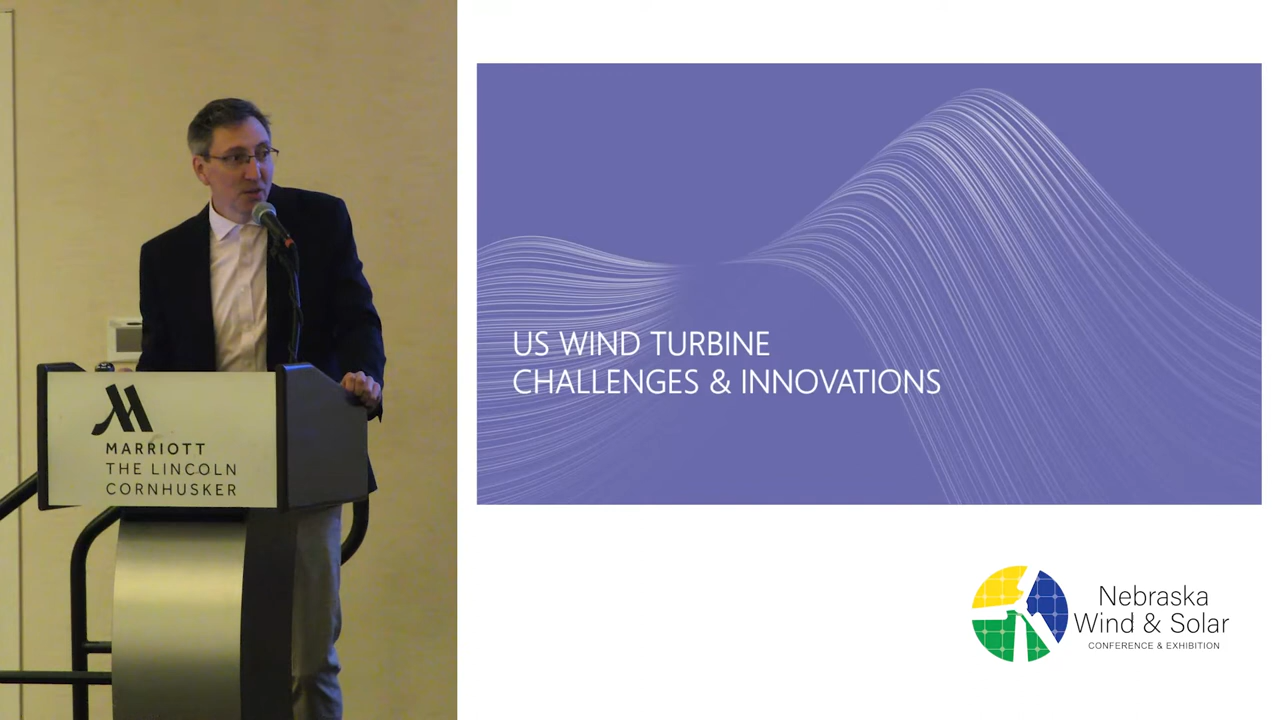 MARRIOTT
THE LINCOLN
CORNHUSKER
US WIND TURBINE
CHALLENGES & INNOVATIONS
Nebraska
Wind & Solar
CONFERENCE & EXHIBITION